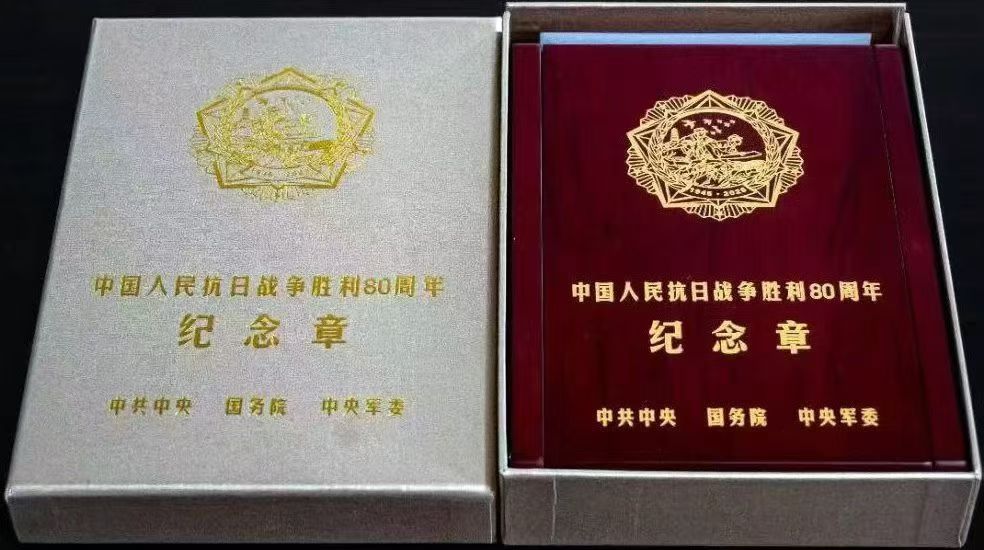 1945·2025
中国人民抗日战争胜利80周年
纪念章
中共中央 国务院 中央军委
1945·2025
中国人民抗日战争胜利80周年
纪念章
中共中央 国务院 中央军委